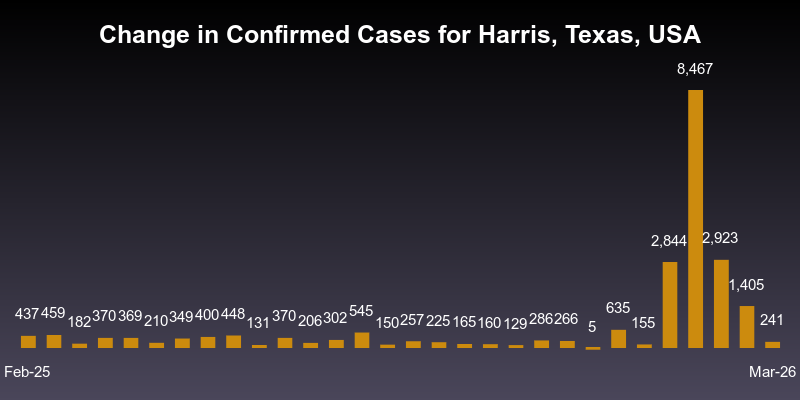 Change in Confirmed Cases for Harris, Texas, USA
8,467
2,844 2,923
1,405
437 459 182 370 369 210 349 400 448 131 370 206 302 545 150 257 225 165 160 129 286 266 5 635 155 241
Feb-25 Mar-26